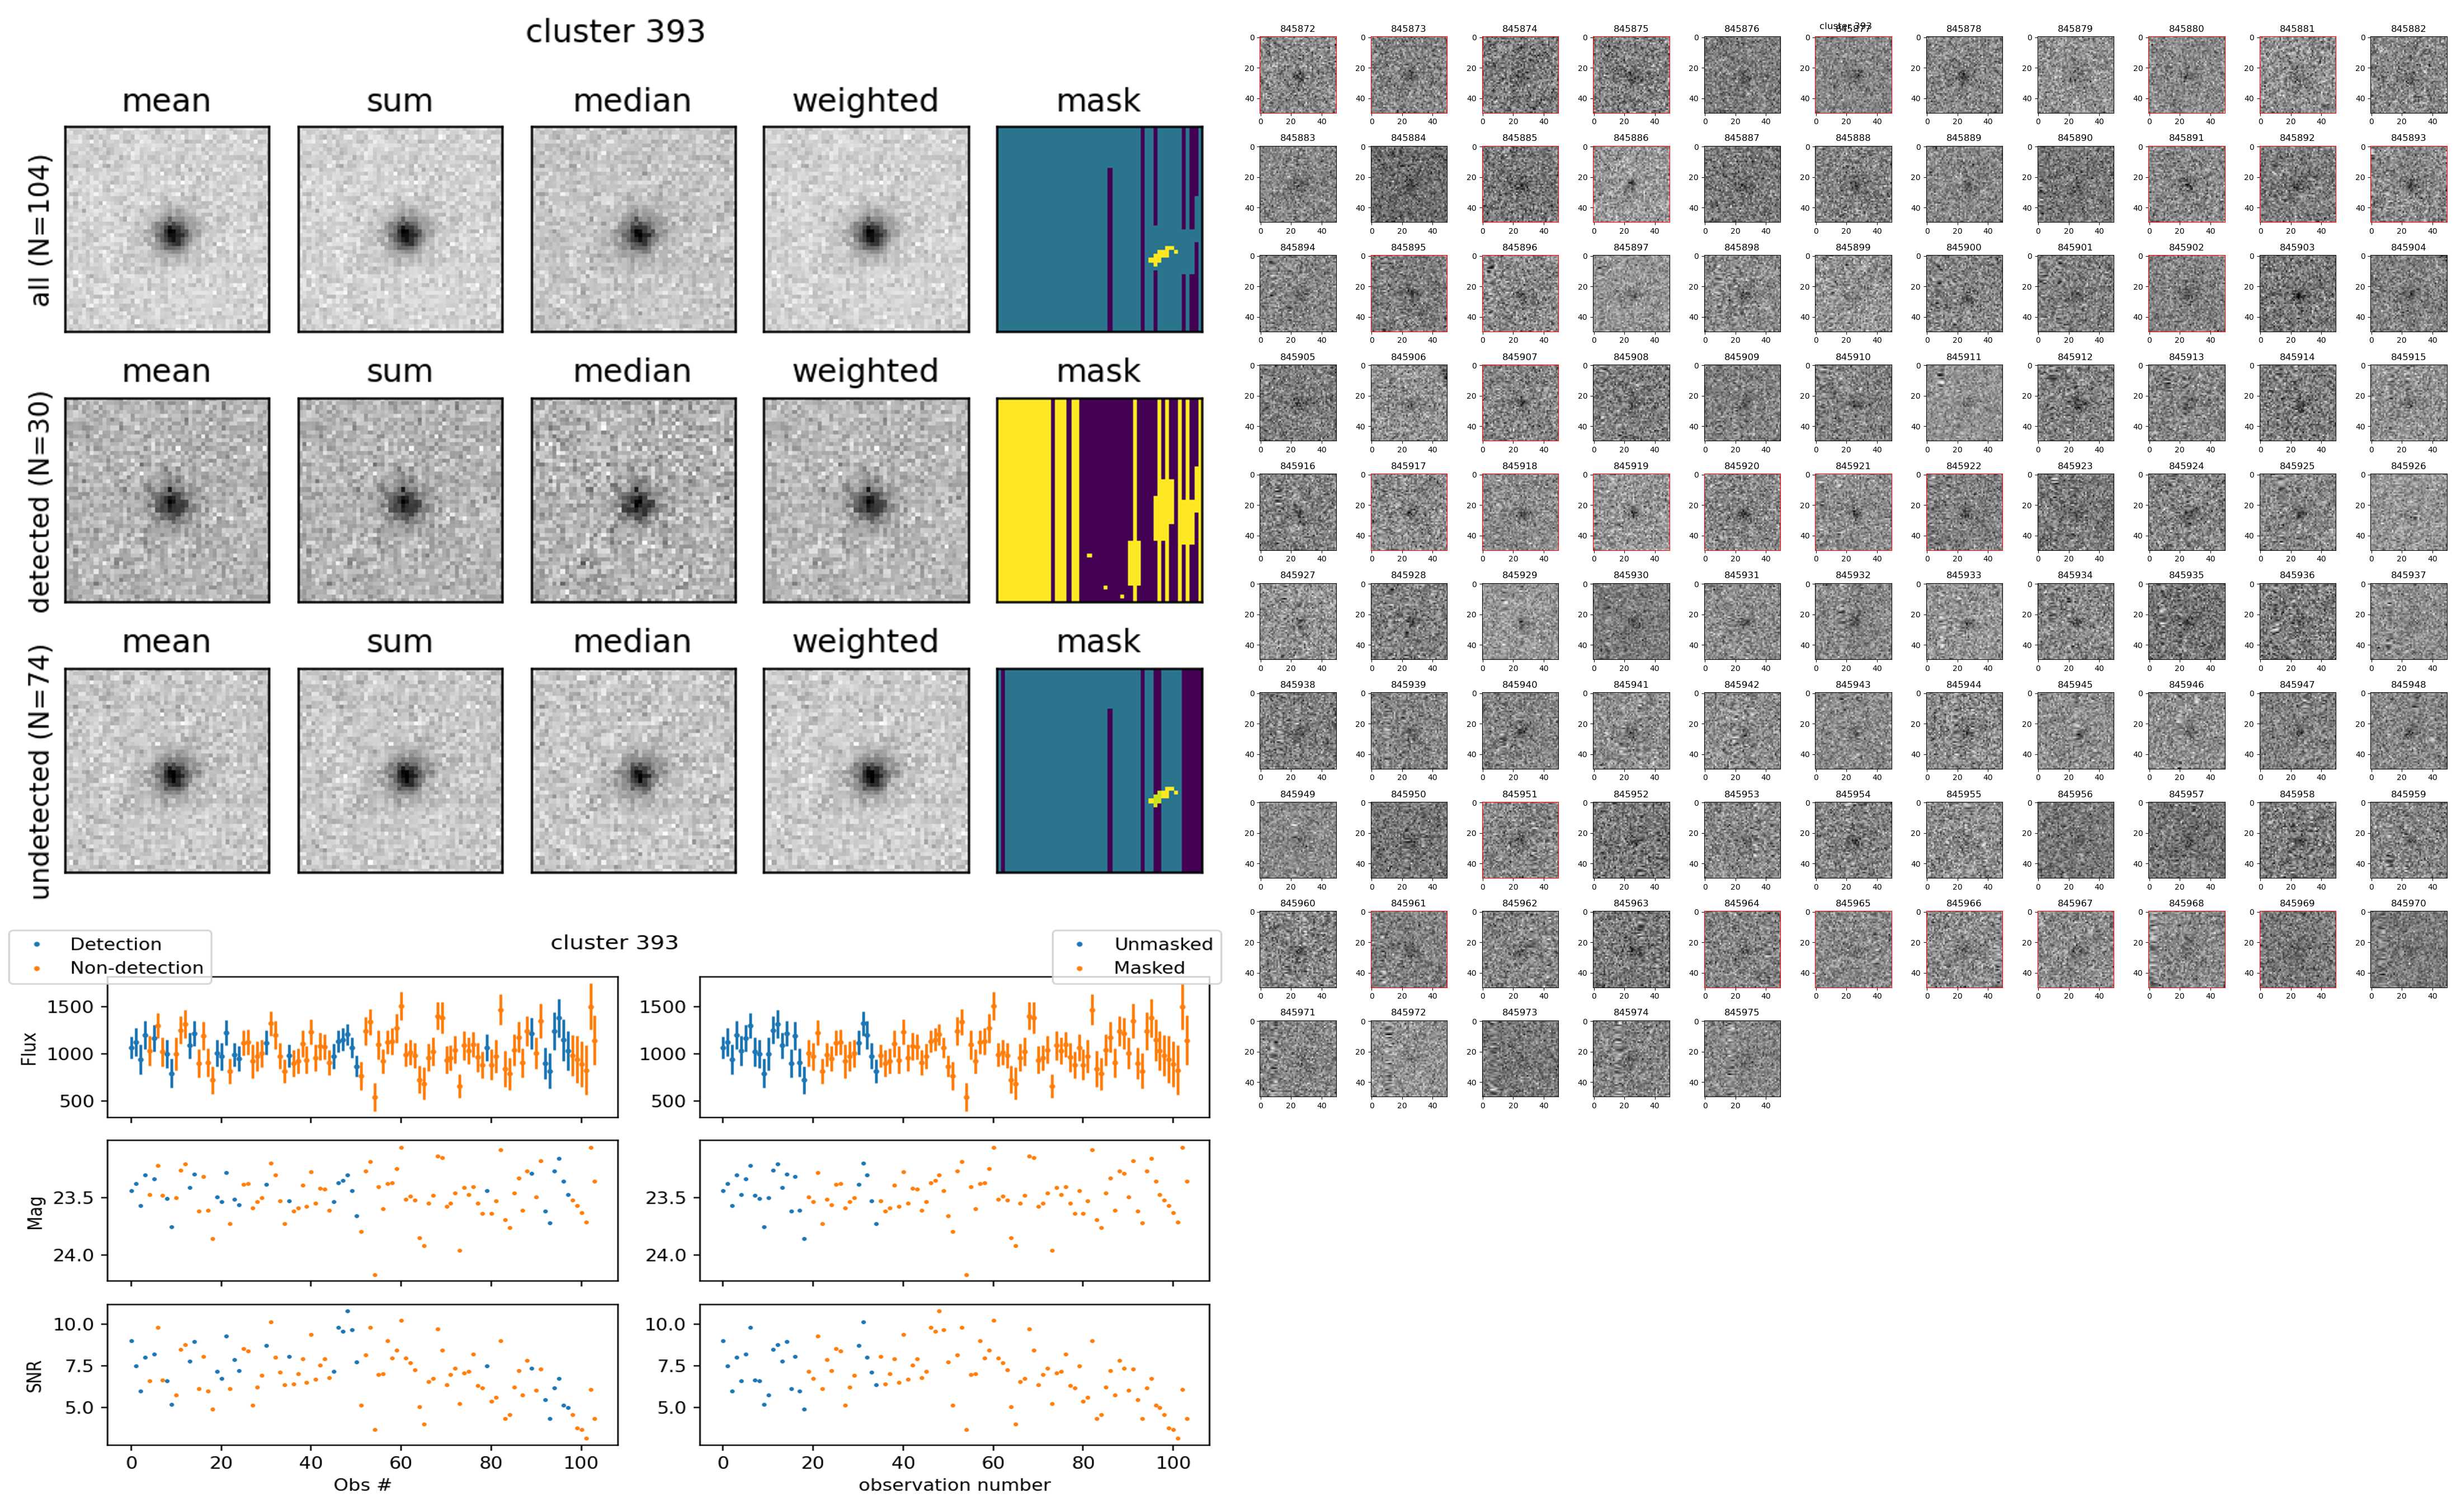 cluster 393
mean sum median weighted mask
all (N=104)
mean sum median weighted mask
detected (N=30)
mean sum median weighted mask
undetected (N=74)
Detection
Non-detection
cluster 393
Unmasked
Masked
Flux
1500
1000
500
1500
1000
500
Mag
23.5
24.0
23.5
24.0
SNR
10.0
7.5
5.0
10.0
7.5
5.0
0 20 40 60 80 100
Obs #
0 20 40 60 80 100
observation number
cluster 393
845872 845873 845874 845875 845876 845877 845878 845879 845880 845881 845882
845883 845884 845885 845886 845887 845888 845889 845890 845891 845892 845893
845894 845895 845896 845897 845898 845899 845900 845901 845902 845903 845904
845905 845906 845907 845908 845909 845910 845911 845912 845913 845914 845915
845916 845917 845918 845919 845920 845921 845922 845923 845924 845925 845926
845927 845928 845929 845930 845931 845932 845933 845934 845935 845936 845937
845938 845939 845940 845941 845942 845943 845944 845945 845946 845947 845948
845949 845950 845951 845952 845953 845954 845955 845956 845957 845958 845959
845960 845961 845962 845963 845964 845965 845966 845967 845968 845969 845970
845971 845972 845973 845974 845975